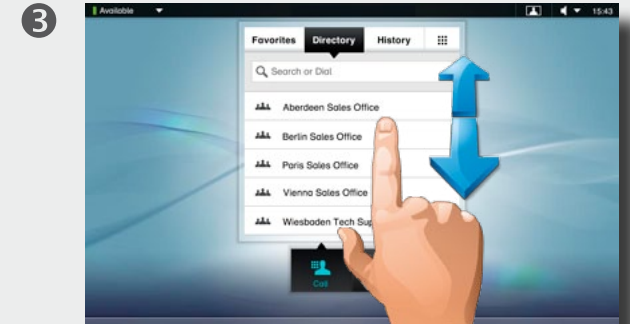 3
Available 15:43
Favorites Directory History
Search or Dial
Aberdeen Sales Office
Berlin Sales Office
Paris Sales Office
Vienna Sales Office
Wiesbaden Tech Sup
Call